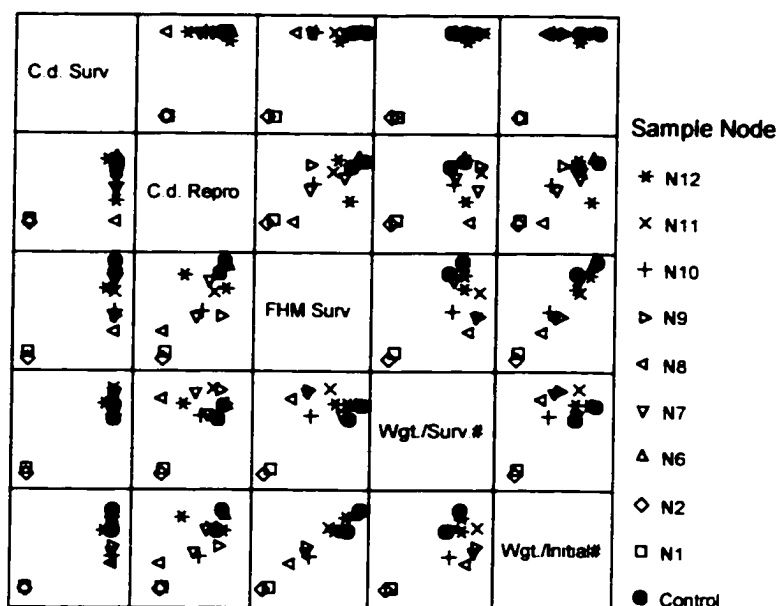 C.d. Surv
C.d. Repro
FHM Surv
Wgt./Surv.#
Wgt./Initial#
Sample Node
N12
N11
N10
N9
N8
N7
N6
N2
N1
Control